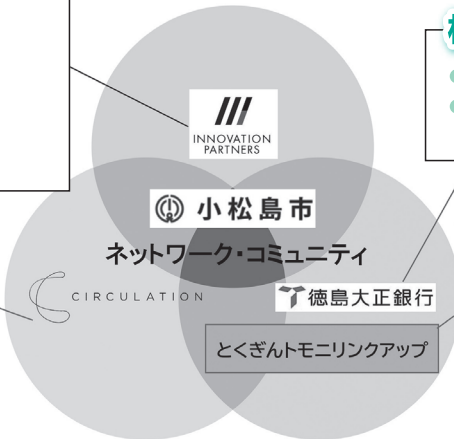 INNOVATION
PARTNERS
小松島市
ネットワーク・コミュニティ
CIRCULATION
徳島大正銀行
とくぎんトモニリンクアップ